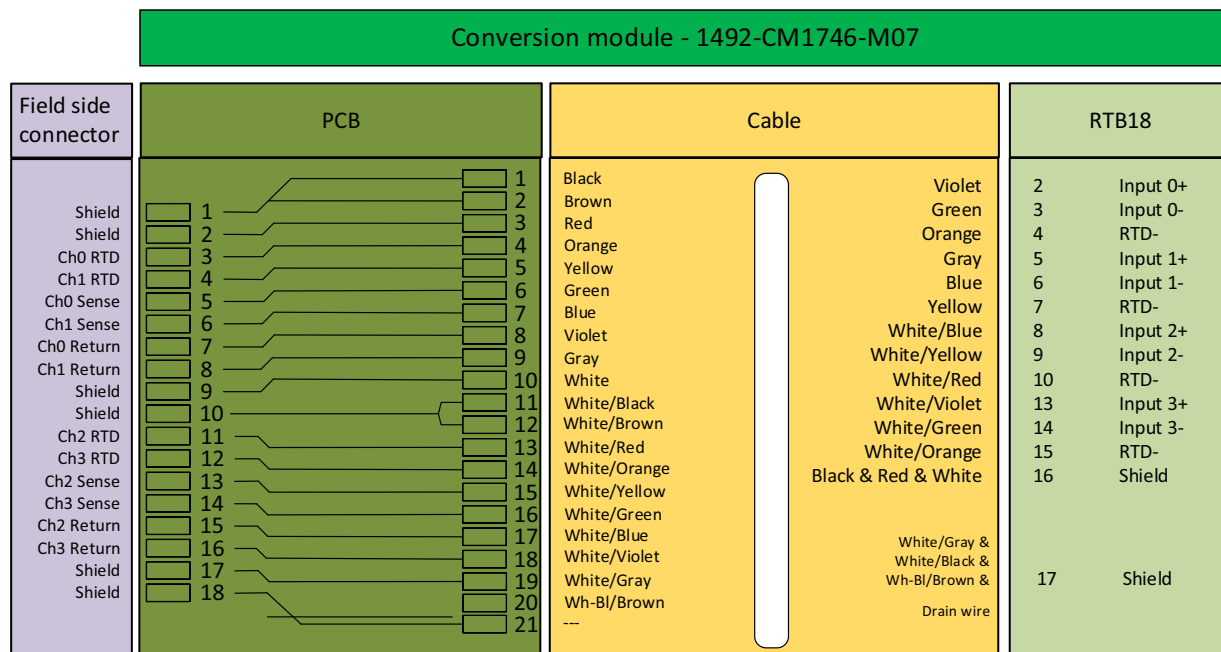 Conversion module - 1492-CM1746-M07
Field side
connector
PCB
Cable
RTB18
Shield 1
Shield 2
Ch0 RTD 3
Ch1 RTD 4
Ch0 Sense 5
Ch1 Sense 6
Ch0 Return 7
Ch1 Return 8
Shield 9
Shield 10
Ch2 RTD 11
Ch3 RTD 12
Ch2 Sense 13
Ch3 Sense 14
Ch2 Return 15
Ch3 Return 16
Shield 17
Shield 18
1 Black
2 Brown
3 Red
4 Orange
5 Yellow
6 Green
7 Blue
8 Violet
9 Gray
10 White
11 White/Black
12 White/Brown
13 White/Red
14 White/Orange
15 White/Yellow
16 White/Green
17 White/Blue
18 White/Violet
19 White/Gray
20 Wh-Bl/Brown
21 ---
Violet 2 Input 0+
Green 3 Input 0-
Orange 4 RTD-
Gray 5 Input 1+
Blue 6 Input 1-
Yellow 7 RTD-
White/Blue 8 Input 2+
White/Yellow 9 Input 2-
White/Red 10 RTD-
White/Violet 13 Input 3+
White/Green 14 Input 3-
White/Orange 15 RTD-
Black & Red & White 16 Shield
White/Gray &
White/Black &
Wh-Bl/Brown & 17 Shield
Drain wire